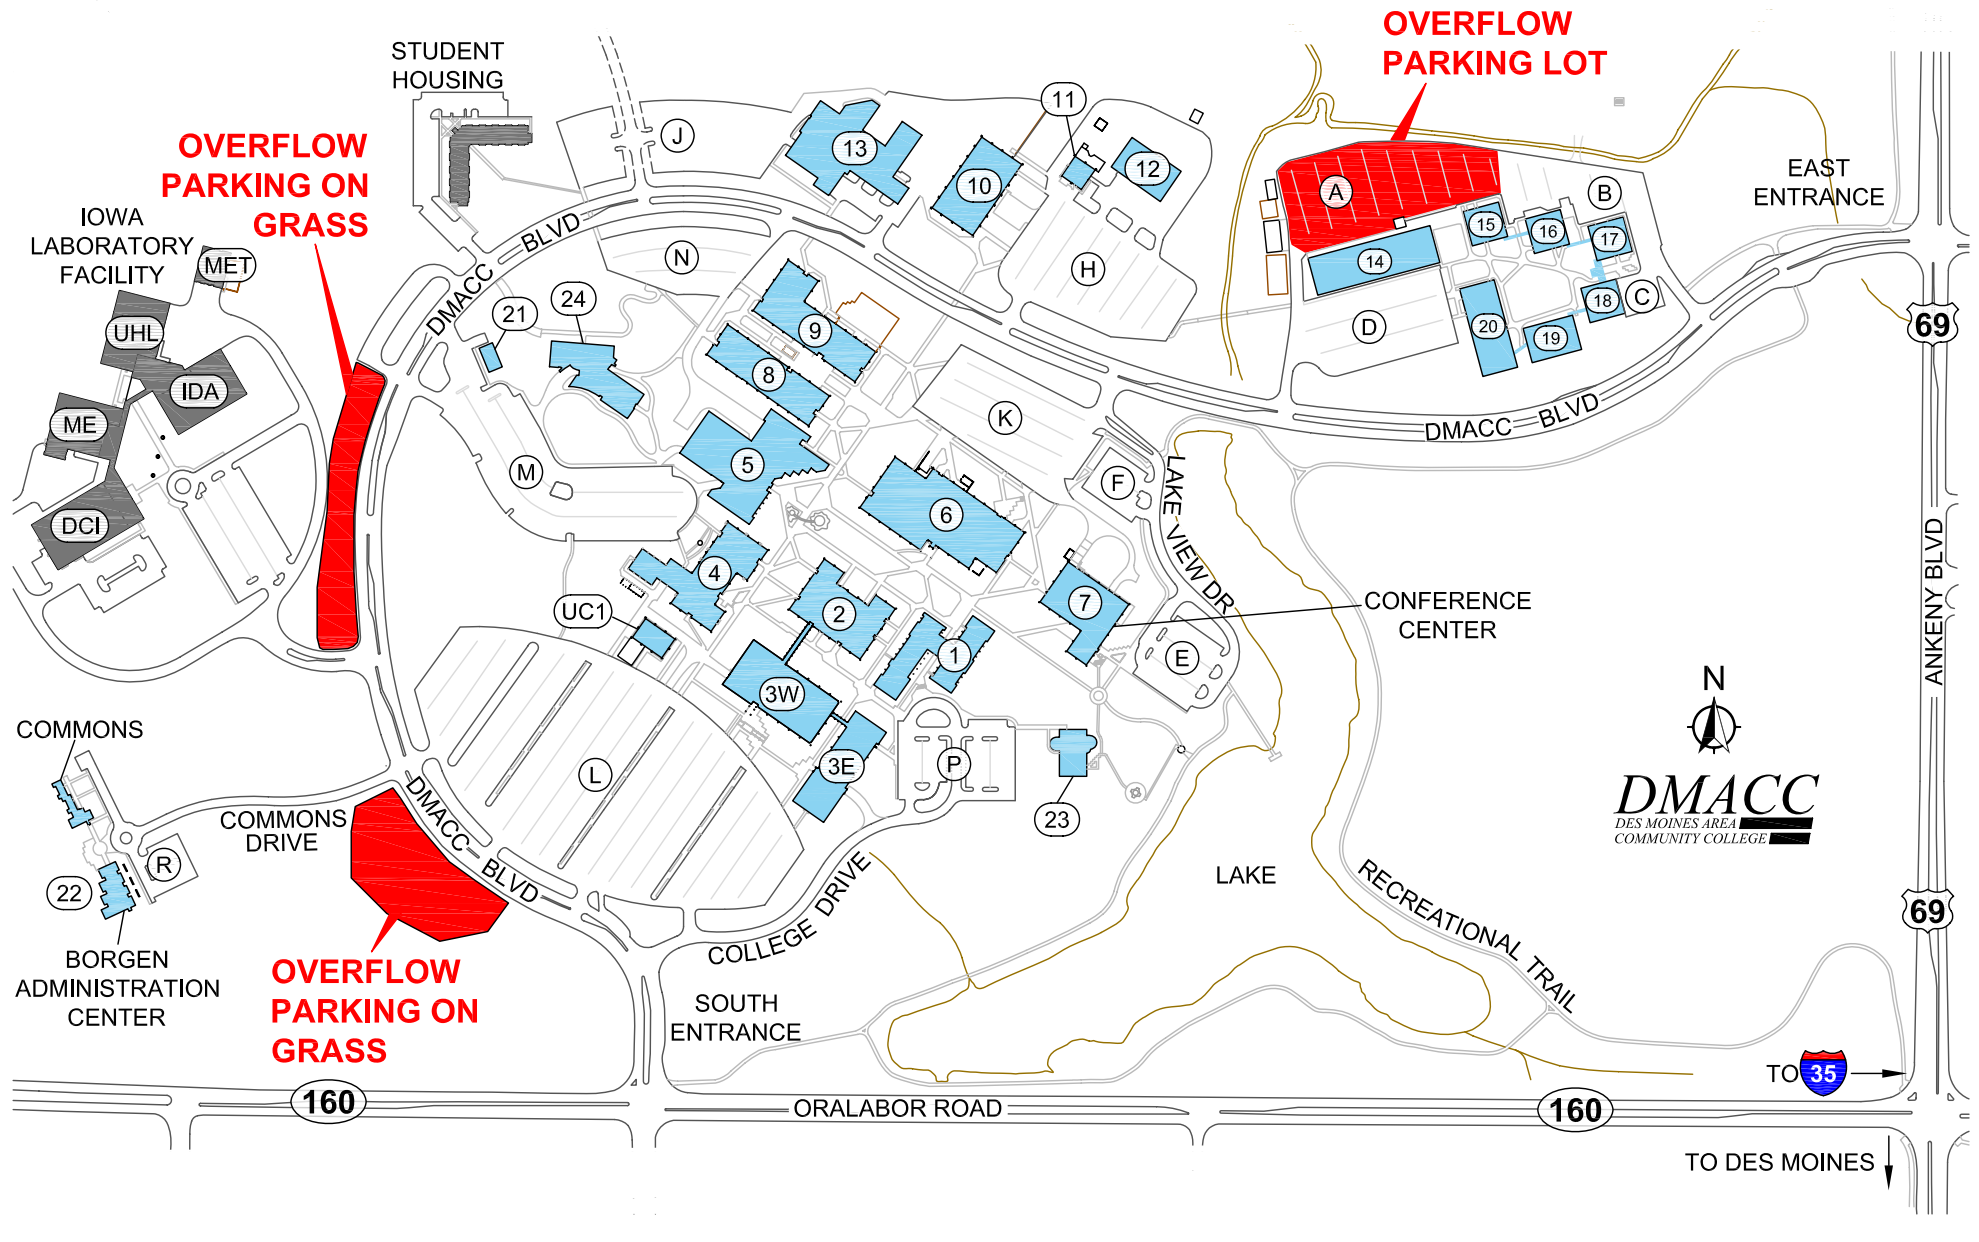 OVERFLOW
PARKING LOT
STUDENT
HOUSING
OVERFLOW
PARKING ON
GRASS
IOWA
LABORATORY
FACILITY
MET
UHL
IDA
ME
DCI
J
N
13
10
11
12
H
A
B
15
16
17
14
C
18
D
20
19
EAST
ENTRANCE
69
DMACC BLVD
21
24
9
8
K
M
5
F
6
LAKE VIEW DR
DMACC BLVD
4
UC1
2
7
1
E
CONFERENCE
CENTER
ANKENY BLVD
3W
3E
P
23
L
N
DMACC
DES MOINES AREA
COMMUNITY COLLEGE
COMMONS
COMMONS
DRIVE
R
22
BORGEN
ADMINISTRATION
CENTER
DMACC BLVD
OVERFLOW
PARKING ON
GRASS
COLLEGE DRIVE
LAKE
RECREATIONAL TRAIL
69
SOUTH
ENTRANCE
TO 35
160
ORALABOR ROAD
160
TO DES MOINES